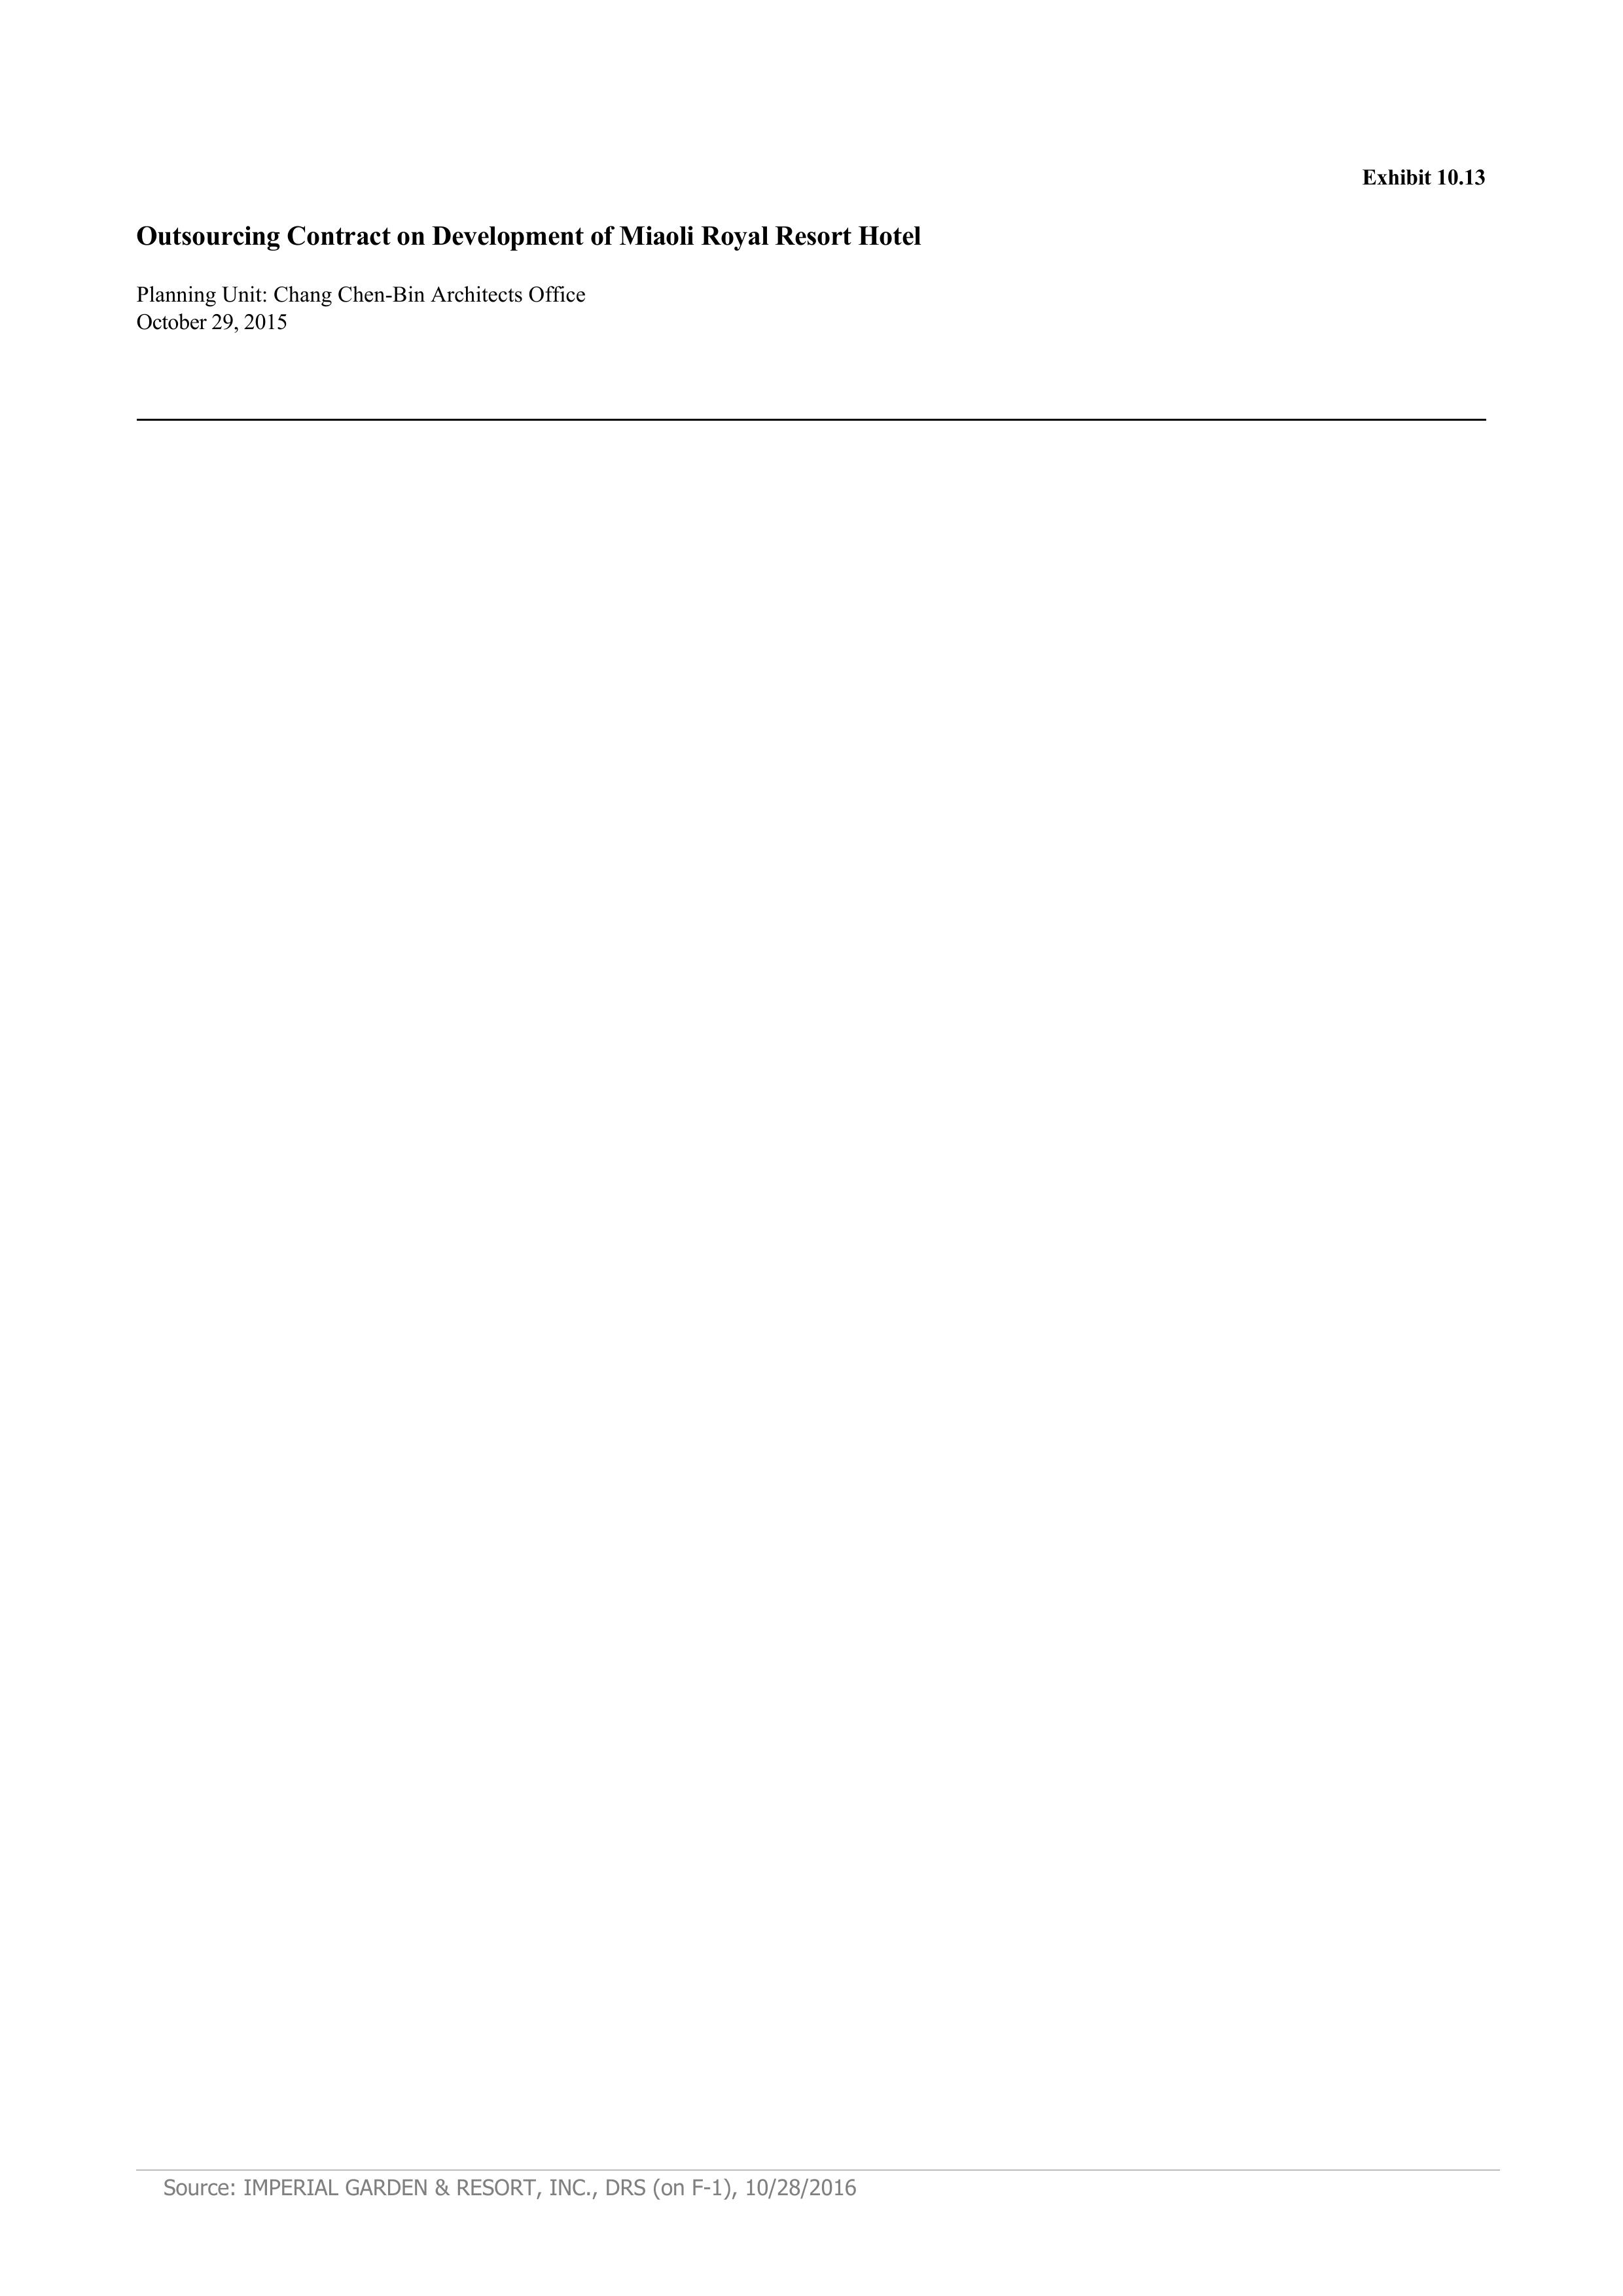 Exhibit 10.13
Outsourcing Contract on Development of Miaoli Royal Resort Hotel
Planning Unit: Chang Chen-Bin Architects Office
October 29, 2015
Source: IMPERIAL GARDEN & RESORT, INC., DRS (on F-1), 10/28/2016